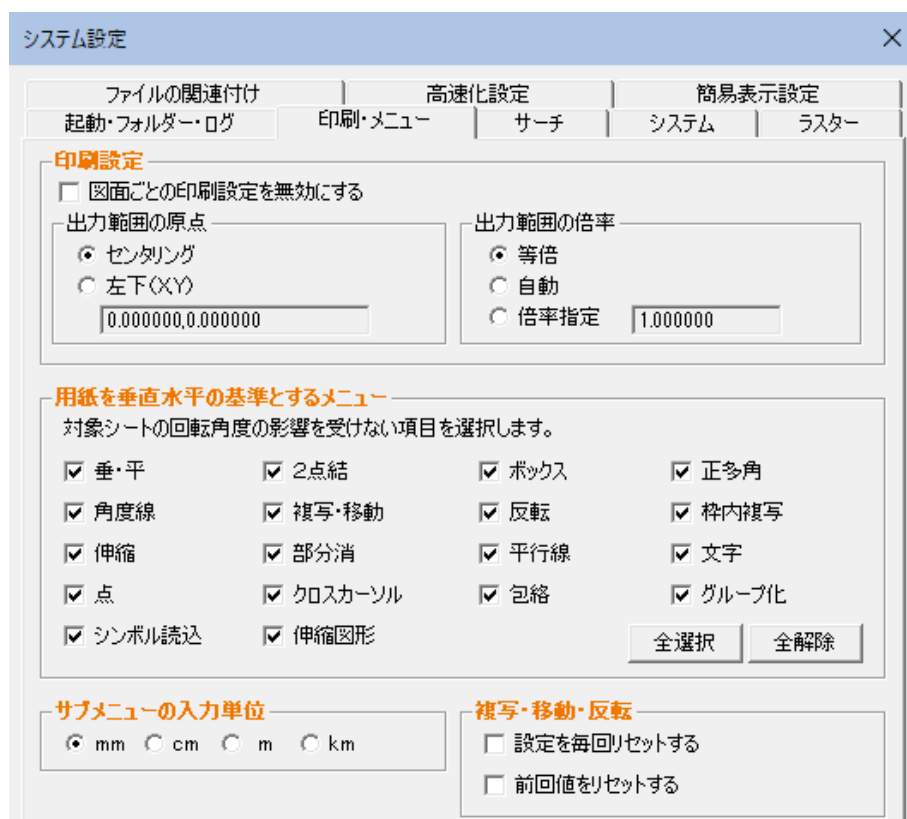 システム設定
ファイルの関連付け 高速化設定 簡易表示設定
起動・フォルダー・ログ 印刷・メニュー サーチ システム ラスター
印刷設定
図面ごとの印刷設定を無効にする
出力範囲の原点
センタリング
左下(X,Y)
0.000000,0.000000
出力範囲の倍率
等倍
自動
倍率指定 1.000000
用紙を垂直水平の基準とするメニュー
対象シートの回転角度の影響を受けない項目を選択します。
垂・平 2点結 ボックス 正多角
角度線 複写・移動 反転 枠内複写
伸縮 部分消 平行線 文字
点 クロスカーソル 包絡 グループ化
シンボル読込 伸縮図形 全選択 全解除
サブメニューの入力単位
mm cm m km
複写・移動・反転
設定を毎回リセットする
前回値をリセットする